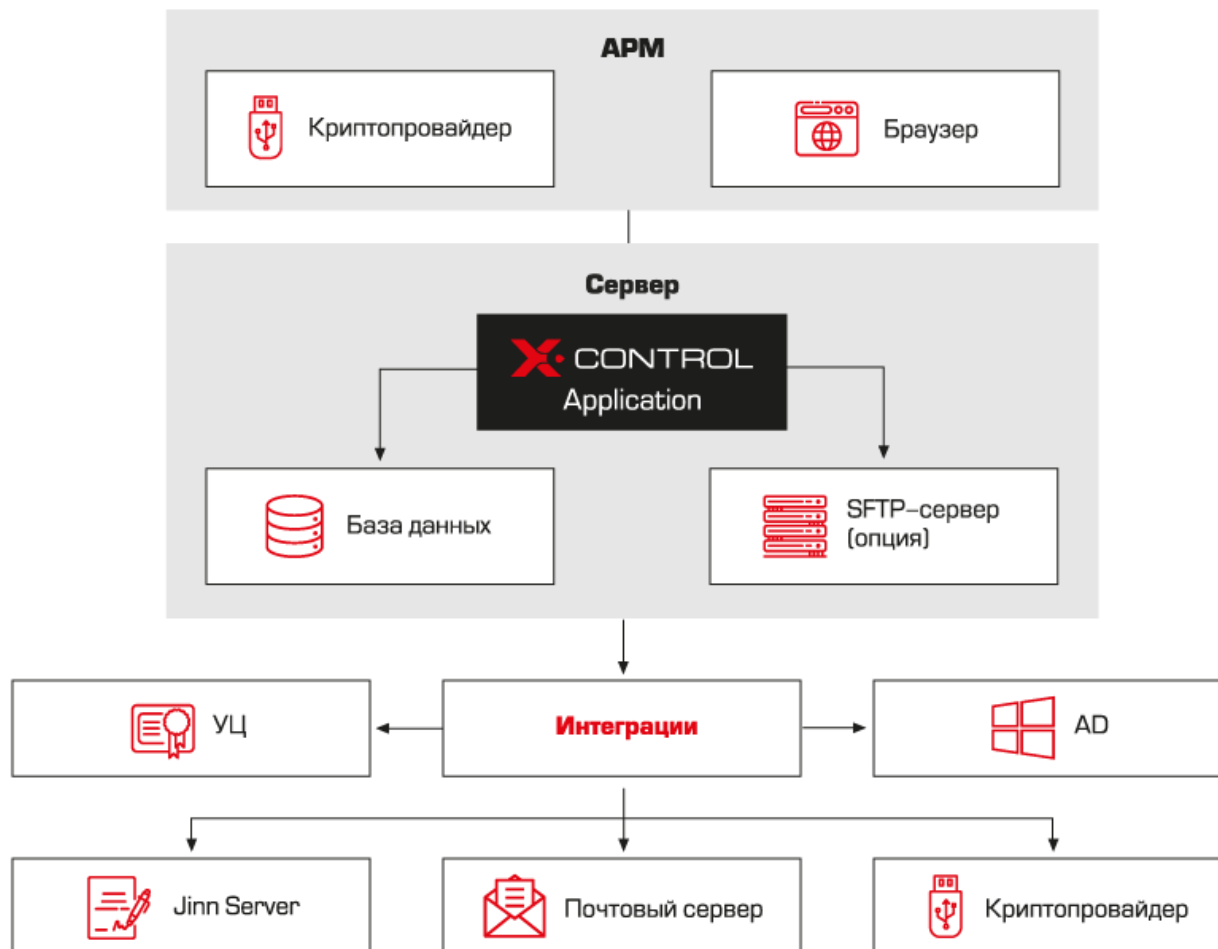 АРМ
Криптопровайдер
Браузер
Сервер
X·CONTROL
Application
База данных
SFTP–сервер
(опция)
УЦ
Интеграции
AD
Jinn Server
Почтовый сервер
Криптопровайдер